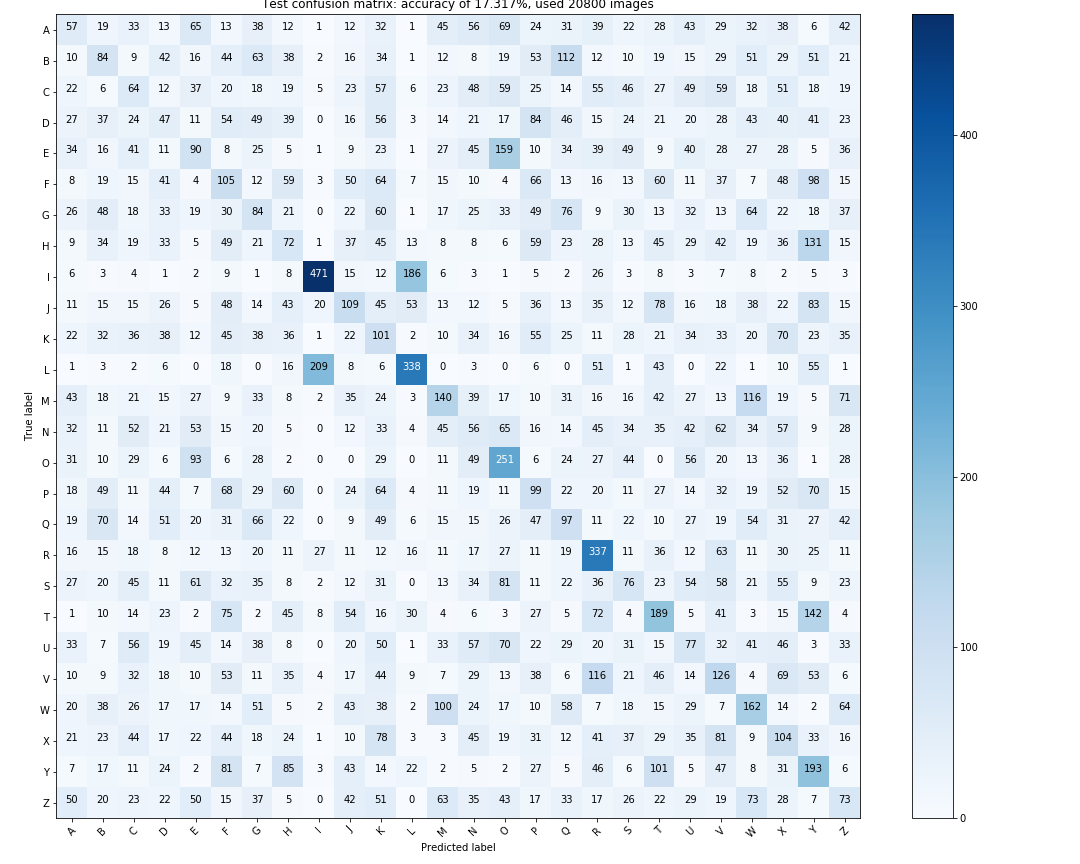 Test confusion matrix: accuracy of 17.317%, used 20800 images
A 57 19 33 13 65 13 38 12 1 12 32 1 45 56 69 24 31 39 22 28 43 29 32 38 6 42
B 10 84 9 42 16 44 63 38 2 16 34 1 12 8 19 53 112 12 10 19 15 29 51 29 51 21
C 22 6 64 12 37 20 18 19 5 23 57 6 23 48 59 25 14 55 46 27 49 59 18 51 18 19
D 27 37 24 47 11 54 49 39 0 16 56 3 14 21 17 84 46 15 24 21 20 28 43 40 41 23
E 34 16 41 11 90 8 25 5 1 9 23 1 27 45 159 10 34 39 49 9 40 28 27 28 5 36
F 8 19 15 41 4 105 12 59 3 50 64 7 15 10 4 66 13 16 13 60 11 37 7 48 98 15
G 26 48 18 33 19 30 84 21 0 22 60 1 17 25 33 49 76 9 30 13 32 13 64 22 18 37
H 9 34 19 33 5 49 21 72 1 37 45 13 8 8 6 59 23 28 13 45 29 42 19 36 131 15
I 6 3 4 1 2 9 1 8 471 15 12 186 6 3 1 5 2 26 3 8 3 7 8 2 5 3
J 11 15 15 26 5 48 14 43 20 109 45 53 13 12 5 36 13 35 12 78 16 18 38 22 83 15
K 22 32 36 38 12 45 38 36 1 22 101 2 10 34 16 55 25 11 28 21 34 33 20 70 23 35
L 1 3 2 6 0 18 0 16 209 8 6 338 0 3 0 6 0 51 1 43 0 22 1 10 55 1
M 43 18 21 15 27 9 33 8 2 35 24 3 140 39 17 10 31 16 16 42 27 13 116 19 5 71
N 32 11 52 21 53 15 20 5 0 12 33 4 45 56 65 16 14 45 34 35 42 62 34 57 9 28
O 31 10 29 6 93 6 28 2 0 0 29 0 11 49 251 6 24 27 44 0 56 20 13 36 1 28
P 18 49 11 44 7 68 29 60 0 24 64 4 11 19 11 99 22 20 11 27 14 32 19 52 70 15
Q 19 70 14 51 20 31 66 22 0 9 49 6 15 15 26 47 97 11 22 10 27 19 54 31 27 42
R 16 15 18 8 12 13 20 11 27 11 12 16 11 17 27 11 19 337 11 36 12 63 11 30 25 11
S 27 20 45 11 61 32 35 8 2 12 31 0 13 34 81 11 22 36 76 23 54 58 21 55 9 23
T 1 10 14 23 2 75 2 45 8 54 16 30 4 6 3 27 5 72 4 189 5 41 3 15 142 4
U 33 7 56 19 45 14 38 8 0 20 50 1 33 57 70 22 29 20 31 15 77 32 41 46 3 33
V 10 9 32 18 10 53 11 35 4 17 44 9 7 29 13 38 6 116 21 46 14 126 4 69 53 6
W 20 38 26 17 17 14 51 5 2 43 38 2 100 24 17 10 58 7 18 15 29 7 162 14 2 64
X 21 23 44 17 22 44 18 24 1 10 78 3 3 45 19 31 12 41 37 29 35 81 9 104 33 16
Y 7 17 11 24 2 81 7 85 3 43 14 22 2 5 2 27 5 46 6 101 5 47 8 31 193 6
Z 50 20 23 22 50 15 37 5 0 42 51 0 63 35 43 17 33 17 26 22 29 19 73 28 7 73
A B C D E F G H I J K L M N O P Q R S T U V W X Y Z
Predicted label
True label
400
300
200
100
0